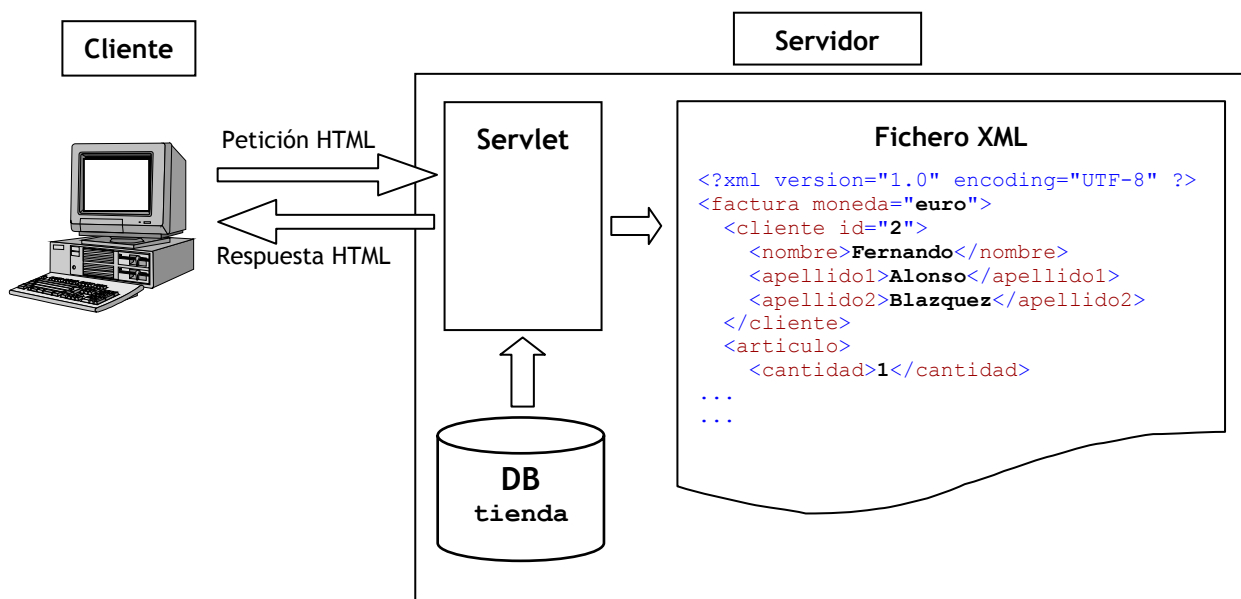 Cliente
Servidor
Petición HTML
Respuesta HTML
Servlet
DB
tienda
Fichero XML
<?xml version="1.0" encoding="UTF-8" ?>
<factura moneda="euro">
<cliente id="2">
<nombre>Fernando</nombre>
<apellido1>Alonso</apellido1>
<apellido2>Blazquez</apellido2>
</cliente>
<articulo>
<cantidad>1</cantidad>
...
...